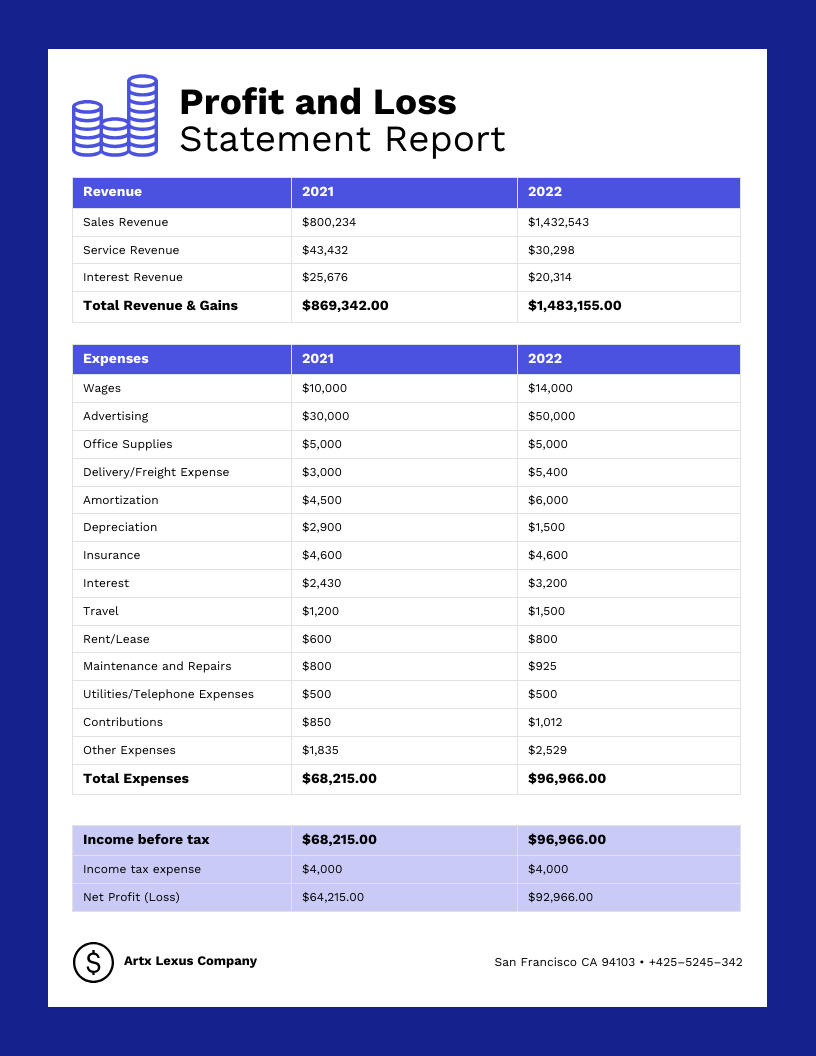 Profit and Loss
Statement Report
Revenue 2021 2022
Sales Revenue $800,234 $1,432,543
Service Revenue $43,432 $30,298
Interest Revenue $25,676 $20,314
Total Revenue & Gains $869,342.00 $1,483,155.00
Expenses 2021 2022
Wages $10,000 $14,000
Advertising $30,000 $50,000
Office Supplies $5,000 $5,000
Delivery/Freight Expense $3,000 $5,400
Amortization $4,500 $6,000
Depreciation $2,900 $1,500
Insurance $4,600 $4,600
Interest $2,430 $3,200
Travel $1,200 $1,500
Rent/Lease $600 $800
Maintenance and Repairs $800 $925
Utilities/Telephone Expenses $500 $500
Contributions $850 $1,012
Other Expenses $1,835 $2,529
Total Expenses $68,215.00 $96,966.00
Income before tax $68,215.00 $96,966.00
Income tax expense $4,000 $4,000
Net Profit (Loss) $64,215.00 $92,966.00
$ Artx Lexus Company San Francisco CA 94103 • +425–5245–342